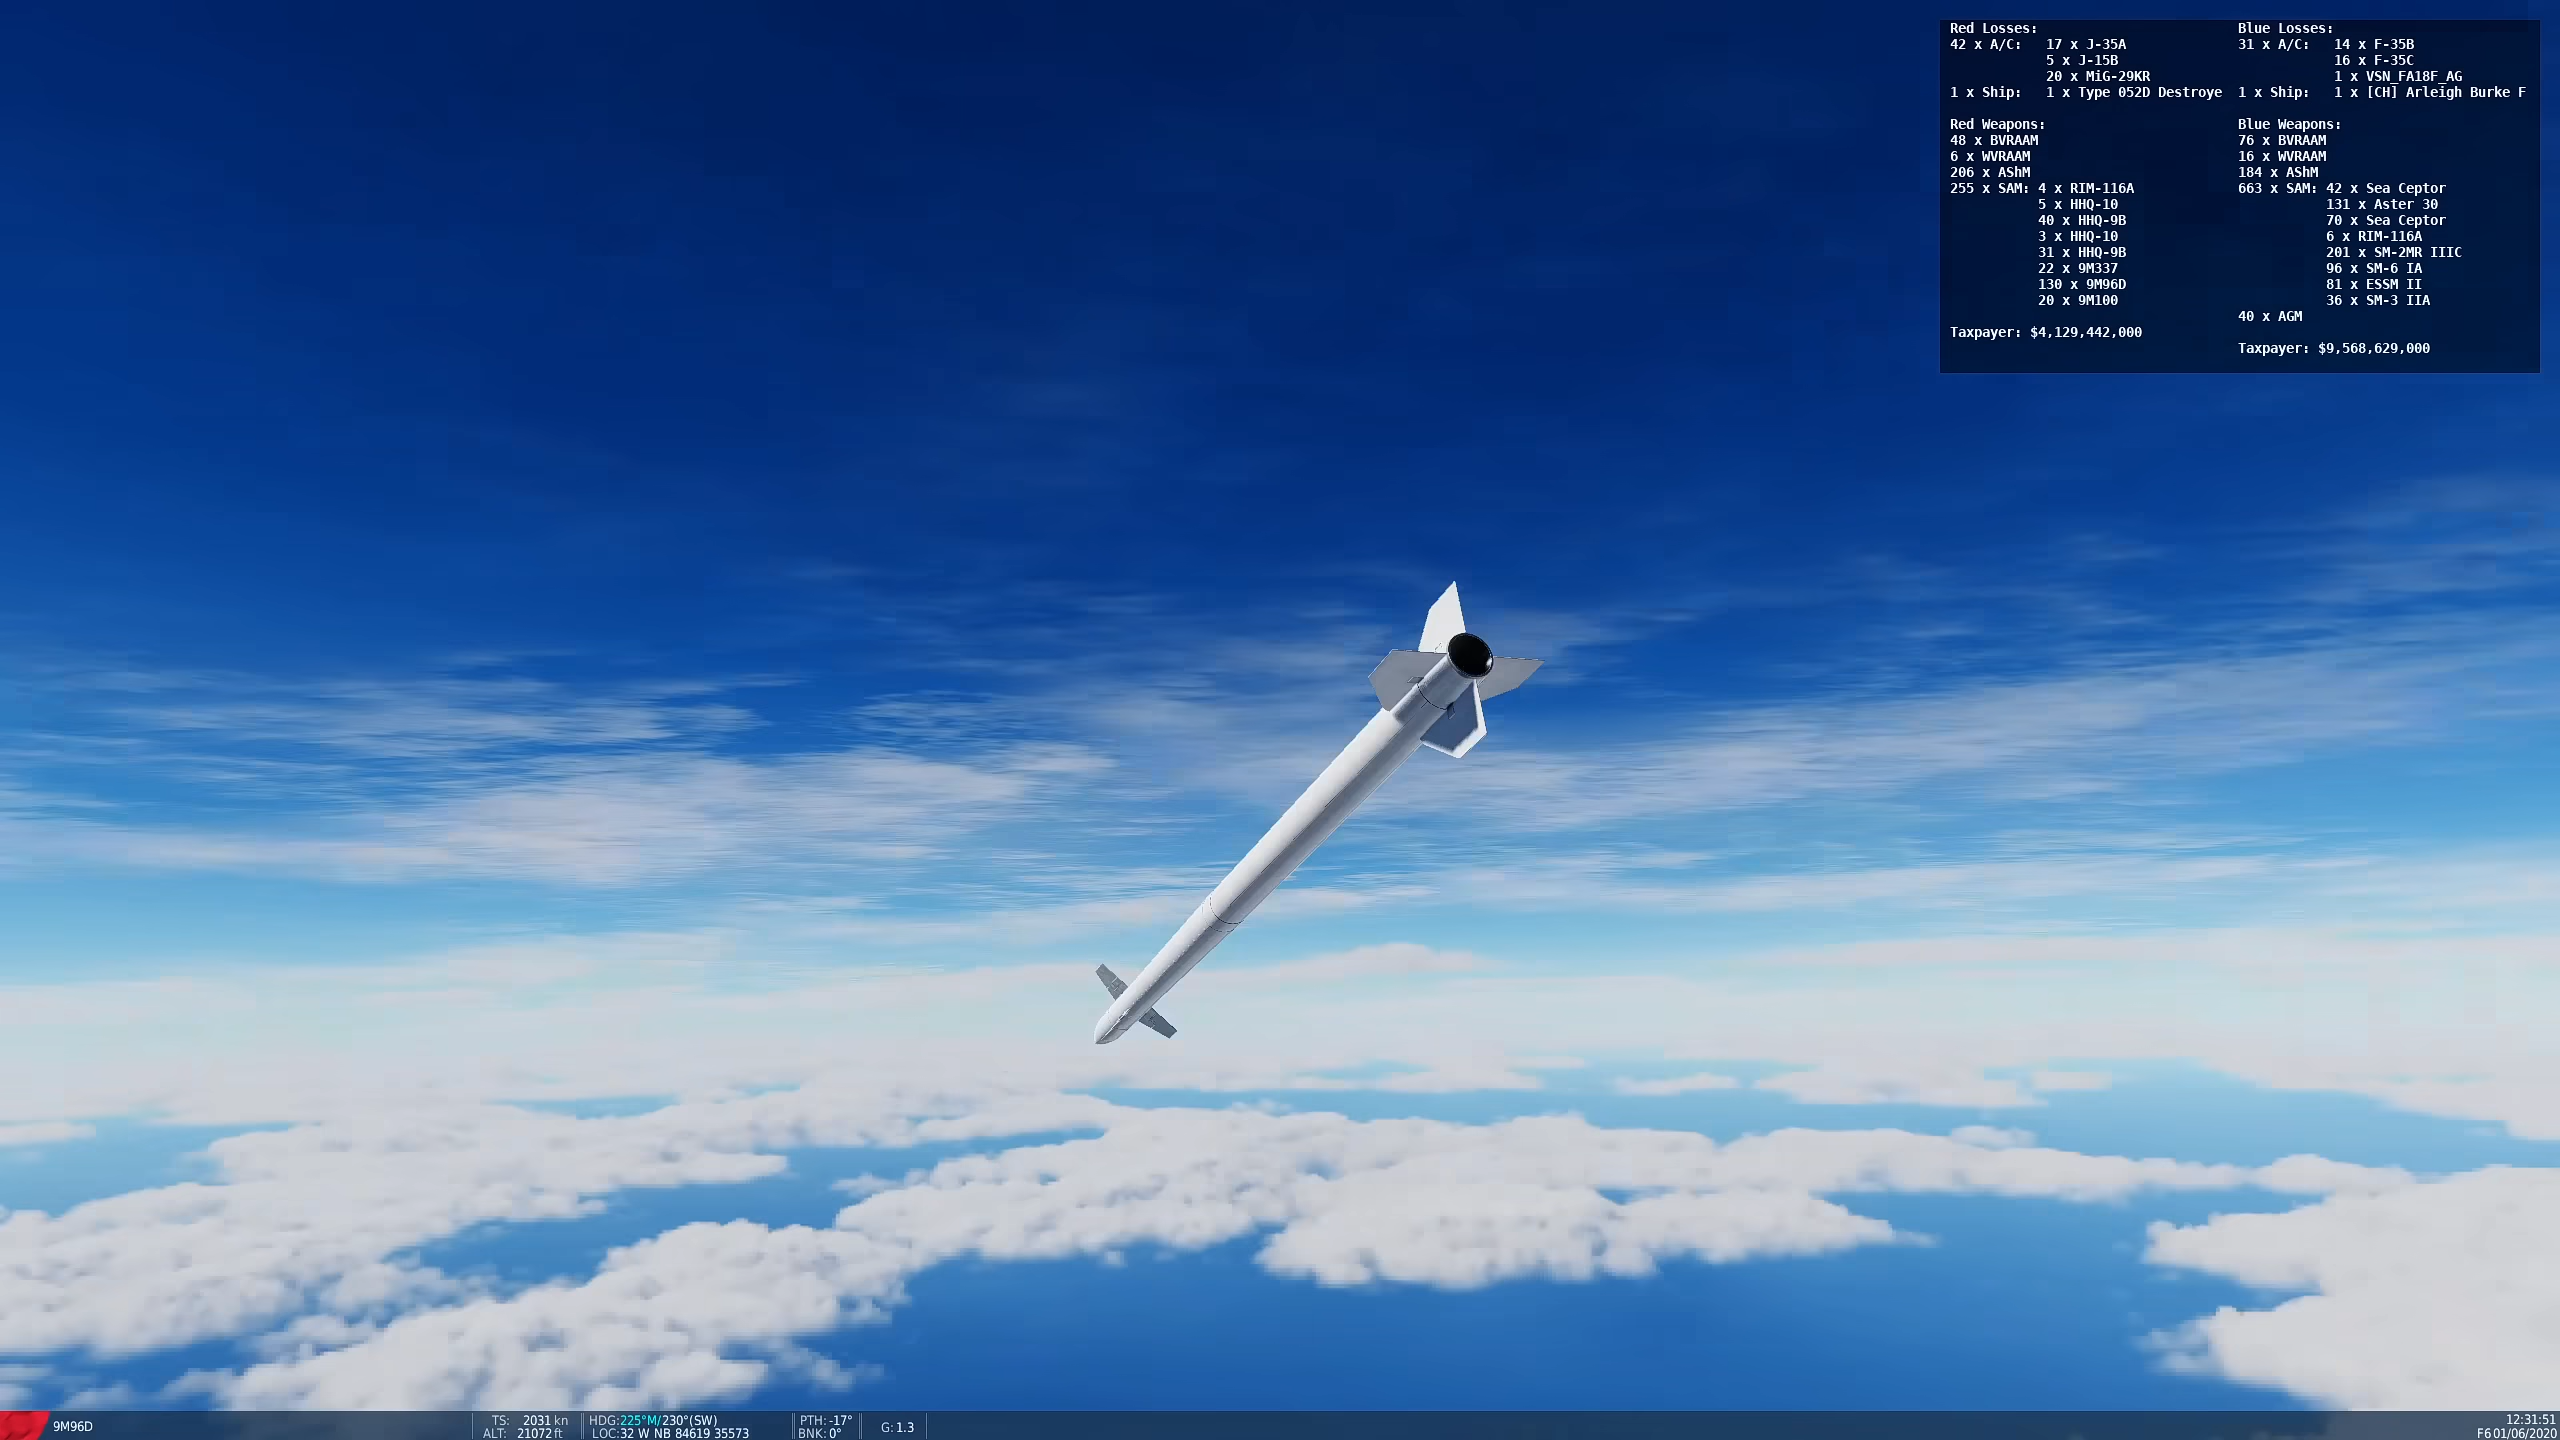 Red Losses:
42 x A/C: 17 x J-35A
5 x J-15B
20 x MiG-29KR
1 x Ship: 1 x Type 052D Destroye
Red Weapons:
48 x BVRAAM
6 x WVRAAM
206 x AShM
255 x SAM: 4 x RIM-116A
5 x HHQ-10
40 x HHQ-9B
3 x HHQ-10
31 x HHQ-9B
22 x 9M337
130 x 9M96D
20 x 9M100
Taxpayer: $4,129,442,000
Blue Losses:
31 x A/C: 14 x F-35B
16 x F-35C
1 x VSN_FA18F_AG
1 x Ship: 1 x [CH] Arleigh Burke F
Blue Weapons:
76 x BVRAAM
16 x WVRAAM
184 x AShM
663 x SAM: 42 x Sea Ceptor
131 x Aster 30
70 x Sea Ceptor
6 x RIM-116A
201 x SM-2MR IIIC
96 x SM-6 IA
81 x ESSM II
36 x SM-3 IIA
40 x AGM
Taxpayer: $9,568,629,000
9M96D
TS: 2031 kn
ALT: 21072 ft
HDG:225°M/230°(SW)
LOC:32 W NB 84619 35573
PTH: -17°
BNK: 0°
G: 1.3
12:31:51
F6 01/06/2020